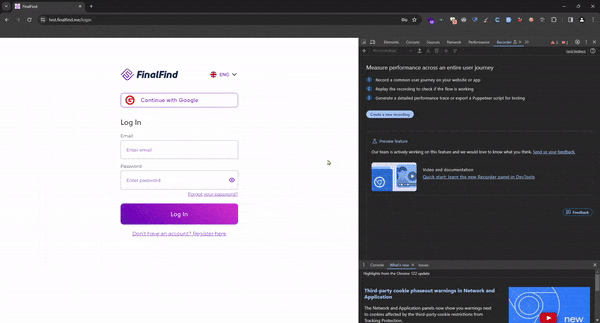 FinalFind
test.finalfind.me/login
Elements
Console
Sources
Network
Performance
Recorder
Send feedback
FinalFind
ENG
Continue with Google
Log In
Email
Enter email
Password
Enter password
Forgot your password?
Log In
Don't have an account? Register here
Measure performance across an entire user journey
1 Record a common user journey on your website or app
2 Replay the recording to check if the flow is working
3 Generate a detailed performance trace or export a Puppeteer script for testing
Create a new recording
Preview feature
Our team is actively working on this feature and we would love to know what you think. Send us your feedback.
Video and documentation
Quick start: learn the new Recorder panel in DevTools
Feedback
Console
What's new
Issues
Highlights from the Chrome 122 update
Third-party cookie phaseout warnings in Network and
Application
The Network and Application panels now show you warnings next
to cookies affected by the third-party-cookie restrictions from
Tracking Protection.
new